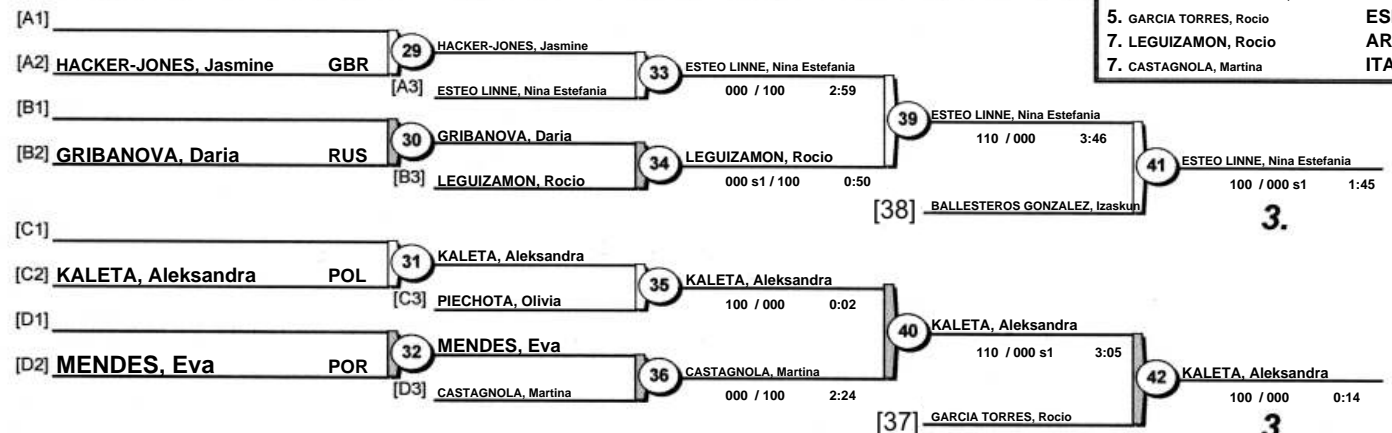 5. GARCIA TORRES, Rocio
7. LEGUIZAMON, Rocio
7. CASTAGNOLA, Martina ITA
[A1]
[A2] HACKER-JONES, Jasmine GBR
29
HACKER-JONES, Jasmine
[A3] ESTEO LINNE, Nina Estefania
33
ESTEO LINNE, Nina Estefania
000 / 100 2:59
[B1]
[B2] GRIBANOVA, Daria RUS
30
GRIBANOVA, Daria
[B3] LEGUIZAMON, Rocio
34
LEGUIZAMON, Rocio
000 s1 / 100 0:50
39
ESTEO LINNE, Nina Estefania
110 / 000 3:46
[38] BALLESTEROS GONZALEZ, Izaskun
41
ESTEO LINNE, Nina Estefania
100 / 000 s1 1:45
3.
[C1]
[C2] KALETA, Aleksandra POL
31
KALETA, Aleksandra
[C3] PIECHOTA, Olivia
35
KALETA, Aleksandra
100 / 000 0:02
[D1]
[D2] MENDES, Eva POR
32
MENDES, Eva
[D3] CASTAGNOLA, Martina
36
CASTAGNOLA, Martina
000 / 100 2:24
40
KALETA, Aleksandra
110 / 000 s1 3:05
[37] GARCIA TORRES, Rocio
42
KALETA, Aleksandra
100 / 000 0:14
3